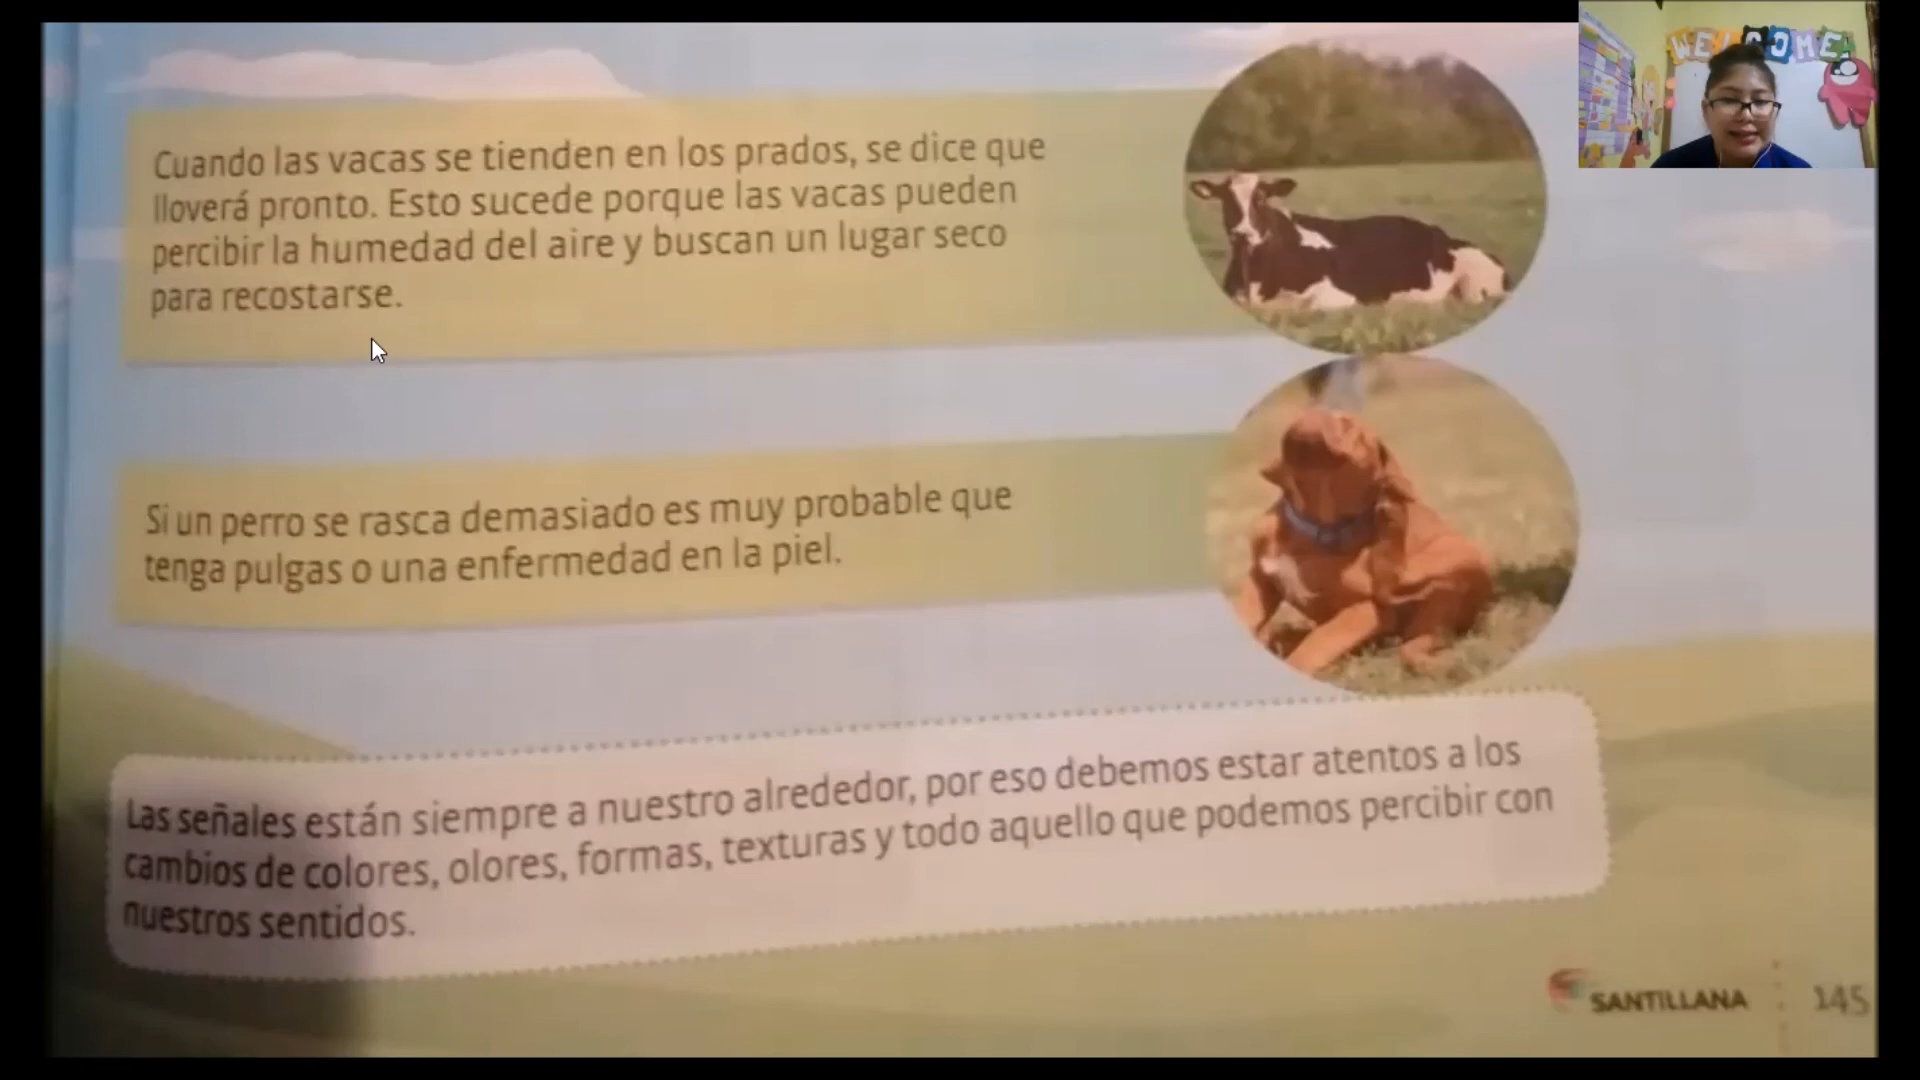 WELCOME
Cuando las vacas se tienden en los prados, se dice que
lloverá pronto. Esto sucede porque las vacas pueden
percibir la humedad del aire y buscan un lugar seco
para recostarse.
Si un perro se rasca demasiado es muy probable que
tenga pulgas o una enfermedad en la piel.
Las señales están siempre a nuestro alrededor, por eso debemos estar atentos a los
cambios de colores, olores, formas, texturas y todo aquello que podemos percibir con
nuestros sentidos.
SANTILLANA
145